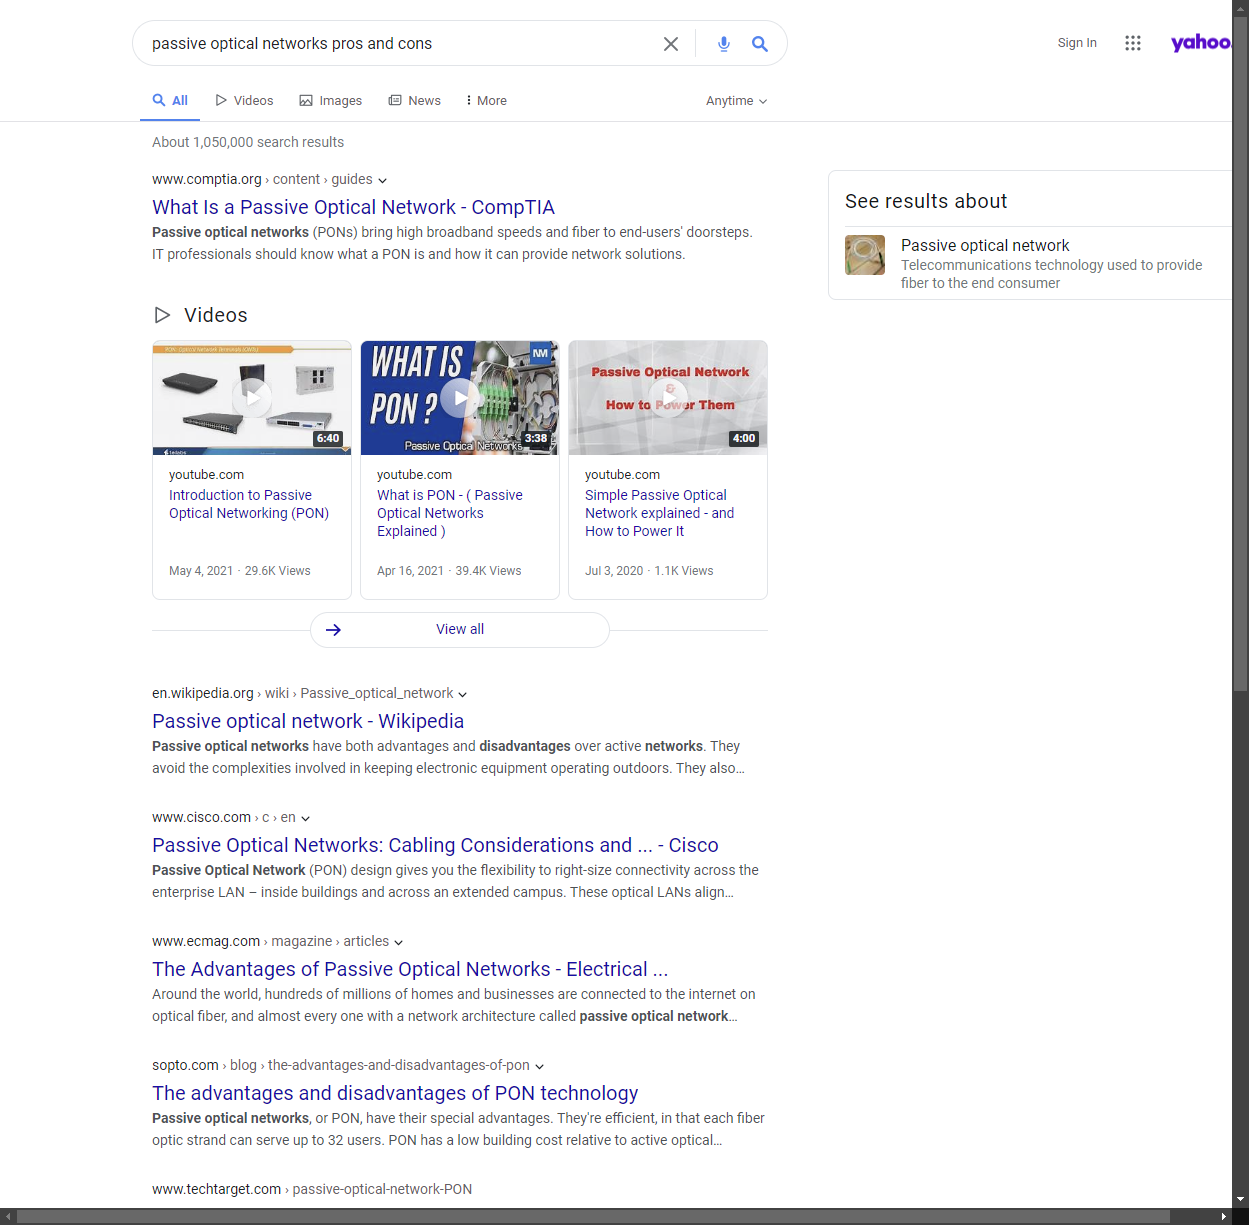 passive optical networks pros and cons
Sign In
yahoo
All
Videos
Images
News
More
Anytime
About 1,050,000 search results
www.comptia.org › content › guides
What Is a Passive Optical Network - CompTIA
Passive optical networks (PONs) bring high broadband speeds and fiber to end-users' doorsteps.
IT professionals should know what a PON is and how it can provide network solutions.
See results about
Passive optical network
Telecommunications technology used to provide
fiber to the end consumer
Videos
PON: Optical Network Terminals (ONTs)
tellabs
6:40
youtube.com
Introduction to Passive
Optical Networking (PON)
May 4, 2021 · 29.6K Views
WHAT IS
PON ?
NM
Passive Optical Networks
3:38
youtube.com
What is PON - ( Passive
Optical Networks
Explained )
Apr 16, 2021 · 39.4K Views
Passive Optical Network
&
How to Power Them
4:00
youtube.com
Simple Passive Optical
Network explained - and
How to Power It
Jul 3, 2020 · 1.1K Views
View all
en.wikipedia.org › wiki › Passive_optical_network
Passive optical network - Wikipedia
Passive optical networks have both advantages and disadvantages over active networks. They
avoid the complexities involved in keeping electronic equipment operating outdoors. They also...
www.cisco.com › c › en
Passive Optical Networks: Cabling Considerations and ... - Cisco
Passive Optical Network (PON) design gives you the flexibility to right-size connectivity across the
enterprise LAN – inside buildings and across an extended campus. These optical LANs align...
www.ecmag.com › magazine › articles
The Advantages of Passive Optical Networks - Electrical ...
Around the world, hundreds of millions of homes and businesses are connected to the internet on
optical fiber, and almost every one with a network architecture called passive optical network...
sopto.com › blog › the-advantages-and-disadvantages-of-pon
The advantages and disadvantages of PON technology
Passive optical networks, or PON, have their special advantages. They're efficient, in that each fiber
optic strand can serve up to 32 users. PON has a low building cost relative to active optical...
www.techtarget.com › passive-optical-network-PON